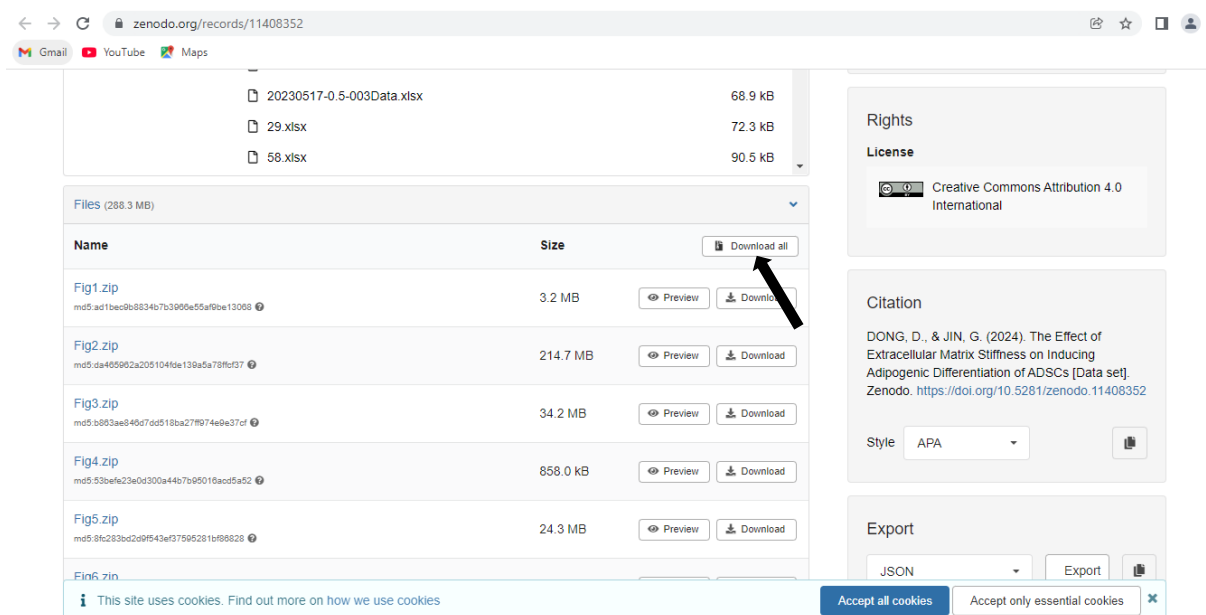 zenodo.org/records/11408352
Gmail YouTube Maps
20230517-0.5-003Data.xlsx 68.9 kB
29.xlsx 72.3 kB
58.xlsx 90.5 kB
Files (288.3 MB)
Name Size Download all
Fig1.zip
md5:ad1bec9b8834b7b3966e55af9be13068
3.2 MB Preview Download
Fig2.zip
md5:da465962a205104fde139a5a78ffcf37
214.7 MB Preview Download
Fig3.zip
md5:b863ae846d7dd518ba27ff974e9e37cf
34.2 MB Preview Download
Fig4.zip
md5:53befe23e0d300a44b7b95016acd5a52
858.0 kB Preview Download
Fig5.zip
md5:8fc283bd2d9f543ef37595281bf86828
24.3 MB Preview Download
Fig6.zip
Rights
License
Creative Commons Attribution 4.0
International
Citation
DONG, D., & JIN, G. (2024). The Effect of
Extracellular Matrix Stiffness on Inducing
Adipogenic Differentiation of ADSCs [Data set].
Zenodo. https://doi.org/10.5281/zenodo.11408352
Style APA
Export
JSON Export
This site uses cookies. Find out more on how we use cookies
Accept all cookies Accept only essential cookies